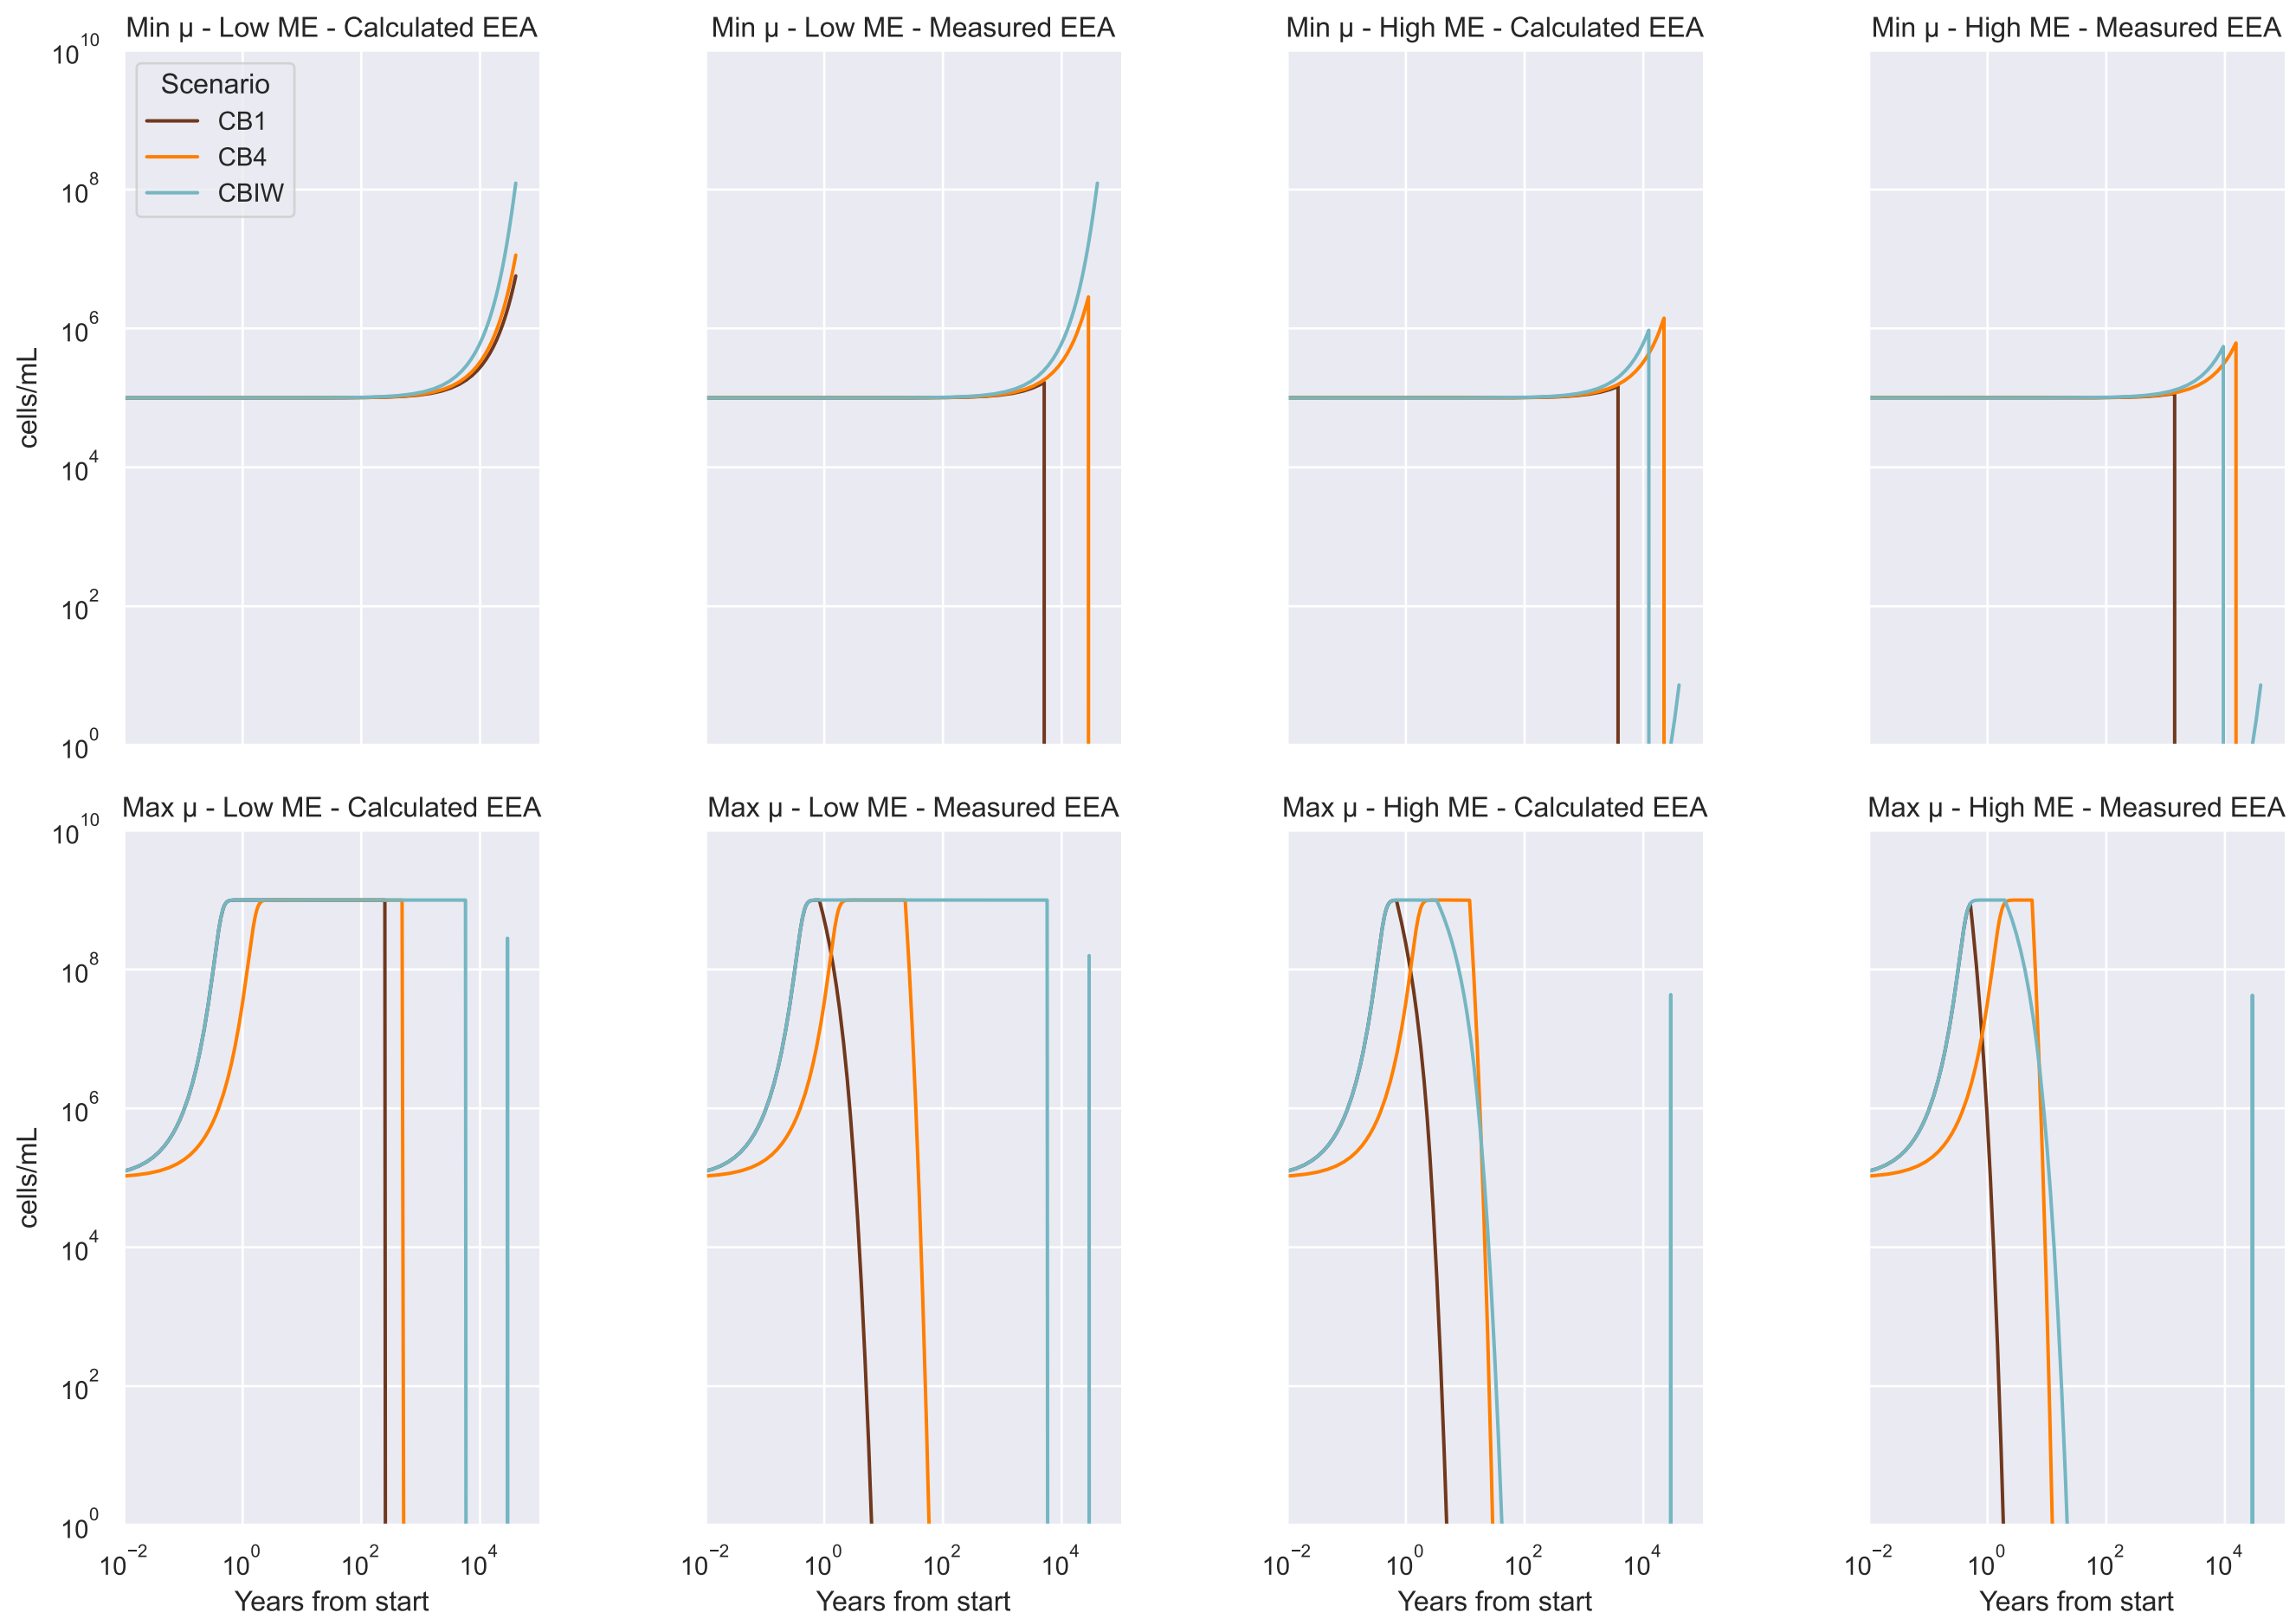 Min μ - Low ME - Calculated EEA
Min μ - Low ME - Measured EEA
Min μ - High ME - Calculated EEA
Min μ - High ME - Measured EEA
10^10
10^8
10^6
10^4
10^2
10^0
cells/mL
Scenario
CB1
CB4
CBIW
Max μ - Low ME - Calculated EEA
Max μ - Low ME - Measured EEA
Max μ - High ME - Calculated EEA
Max μ - High ME - Measured EEA
10^10
10^8
10^6
10^4
10^2
10^0
cells/mL
10^−2 10^0 10^2 10^4
10^−2 10^0 10^2 10^4
10^−2 10^0 10^2 10^4
10^−2 10^0 10^2 10^4
Years from start
Years from start
Years from start
Years from start